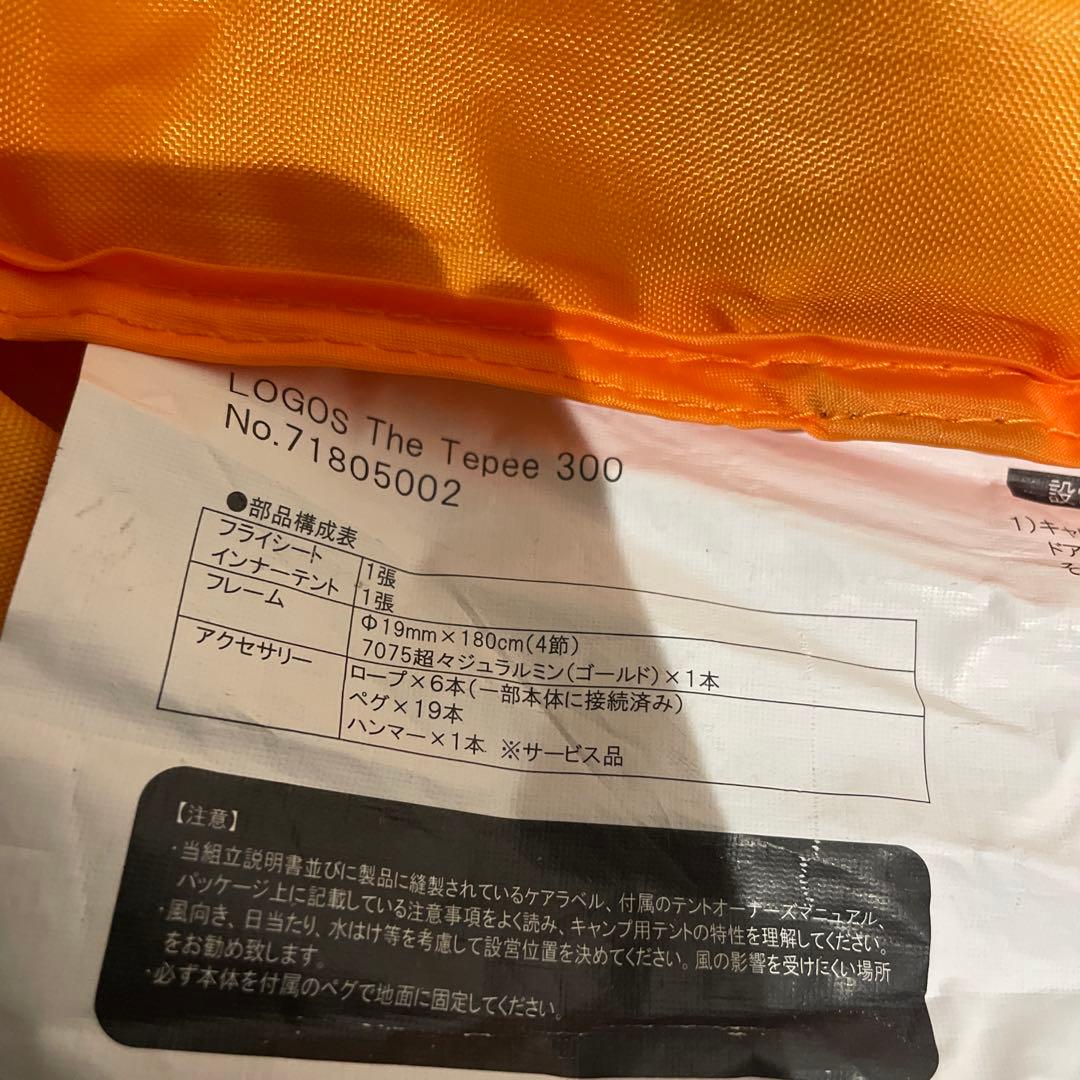 LOGOS The Tepee 300
No.71805002
●部品構成表
フライシート 1張
インナーテント 1張
フレーム Φ19mm×180cm(4節)
7075超々ジュラルミン(ゴールド)×1本
アクセサリー ロープ×6本(一部本体に接続済み)
ペグ×19本
ハンマー×1本 ※サービス品
【注意】
・当組立説明書並びに製品に縫製されているケアラベル、付属のテントオーナーズマニュアル、
パッケージ上に記載している注意事項をよく読み、キャンプ用テントの特性を理解してください。
・風向き、日当たり、水はけ等を考慮して設営位置を決めてください。風の影響を受けにくい場所
をお勧め致します。
・必ず本体を付属のペグで地面に固定してください。
設
1)キャ
ドア
そ